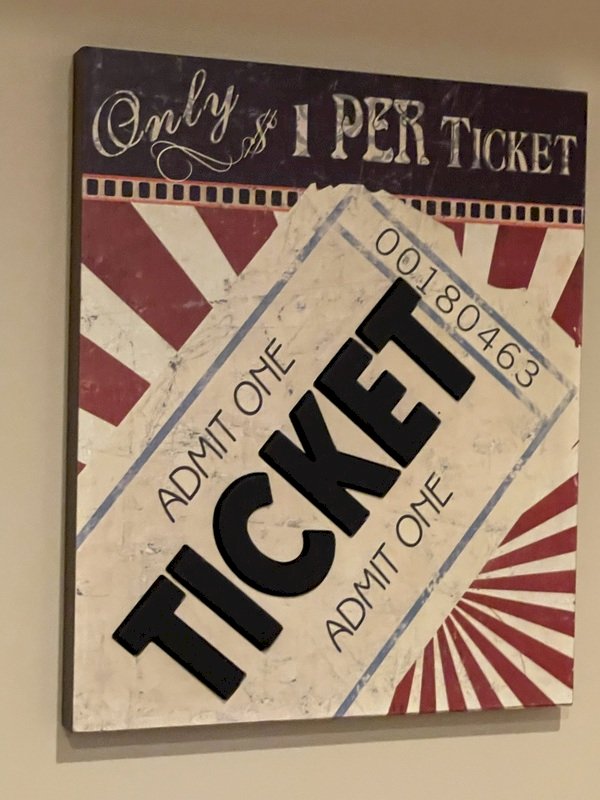 Only $1 PER TICKET
00180463
ADMIT ONE
TICKET
ADMIT ONE